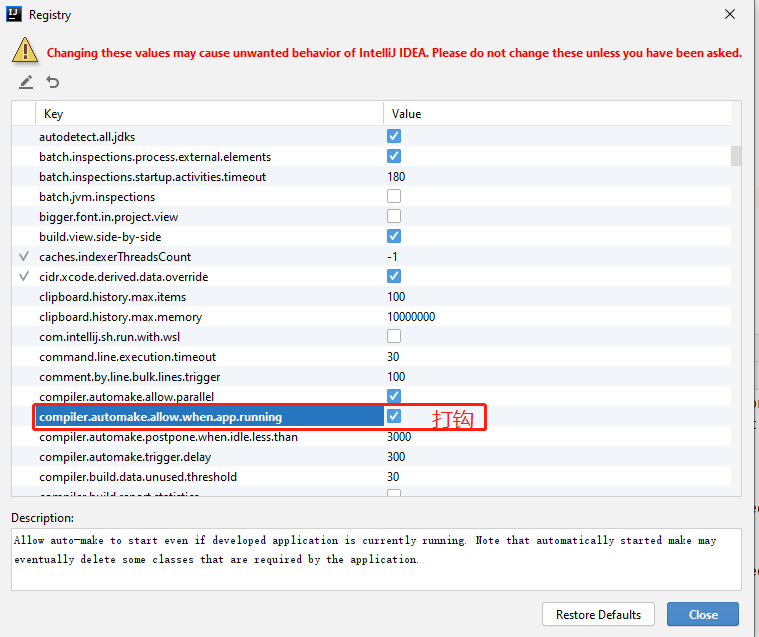 IJ Registry
Changing these values may cause unwanted behavior of IntelliJ IDEA. Please do not change these unless you have been asked.
Key Value
autodetect.all.jdks
batch.inspections.process.external.elements
batch.inspections.startup.activities.timeout 180
batch.jvm.inspections
bigger.font.in.project.view
build.view.side-by-side
caches.indexerThreadsCount -1
cidr.xcode.derived.data.override
clipboard.history.max.items 100
clipboard.history.max.memory 10000000
com.intellij.sh.run.with.wsl
command.line.execution.timeout 30
comment.by.line.bulk.lines.trigger 100
compiler.automake.allow.parallel
compiler.automake.allow.when.app.running 打钩
compiler.automake.postpone.when.idle.less.than 3000
compiler.automake.trigger.delay 300
compiler.build.data.unused.threshold 30
compiler.build.report.statistics
Description:
Allow auto-make to start even if developed application is currently running. Note that automatically started make may
eventually delete some classes that are required by the application.
Restore Defaults Close